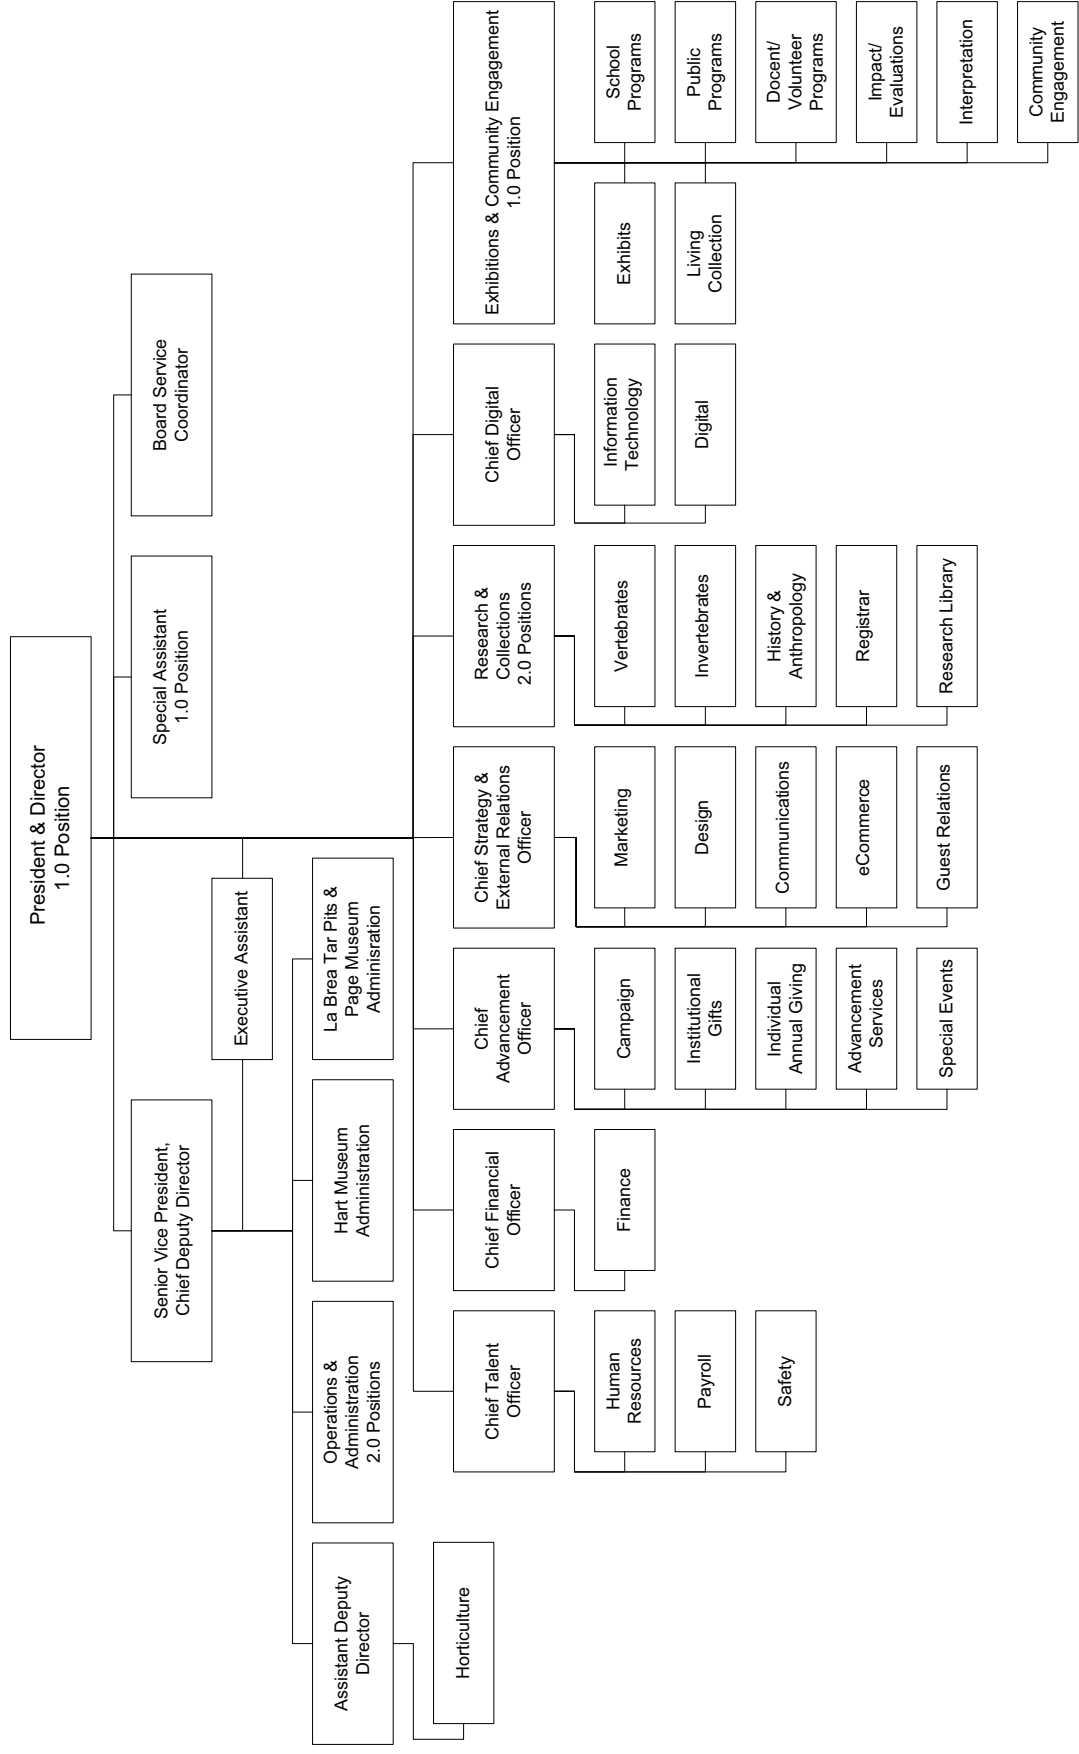 President & Director
1.0 Position
Senior Vice President,
Chief Deputy Director
Special Assistant
1.0 Position
Board Service
Coordinator
Executive Assistant
Assistant Deputy
Director
Horticulture
Operations &
Administration
2.0 Positions
Hart Museum
Administration
La Brea Tar Pits &
Page Museum
Adminisration
Chief Talent
Officer
Human
Resources
Payroll
Safety
Chief Financial
Officer
Finance
Chief
Advancement
Officer
Campaign
Institutional
Gifts
Individual
Annual Giving
Advancement
Services
Special Events
Chief Strategy &
External Relations
Officer
Marketing
Design
Communications
eCommerce
Guest Relations
Research &
Collections
2.0 Positions
Vertebrates
Invertebrates
History &
Anthropology
Registrar
Research Library
Chief Digital
Officer
Information
Technology
Digital
Exhibitions & Community Engagement
1.0 Position
Exhibits
Living
Collection
School
Programs
Public
Programs
Docent/
Volunteer
Programs
Impact/
Evaluations
Interpretation
Community
Engagement